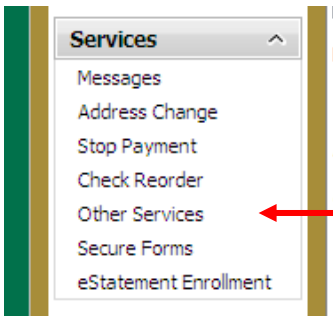 Services
Messages
Address Change
Stop Payment
Check Reorder
Other Services
Secure Forms
eStatement Enrollment